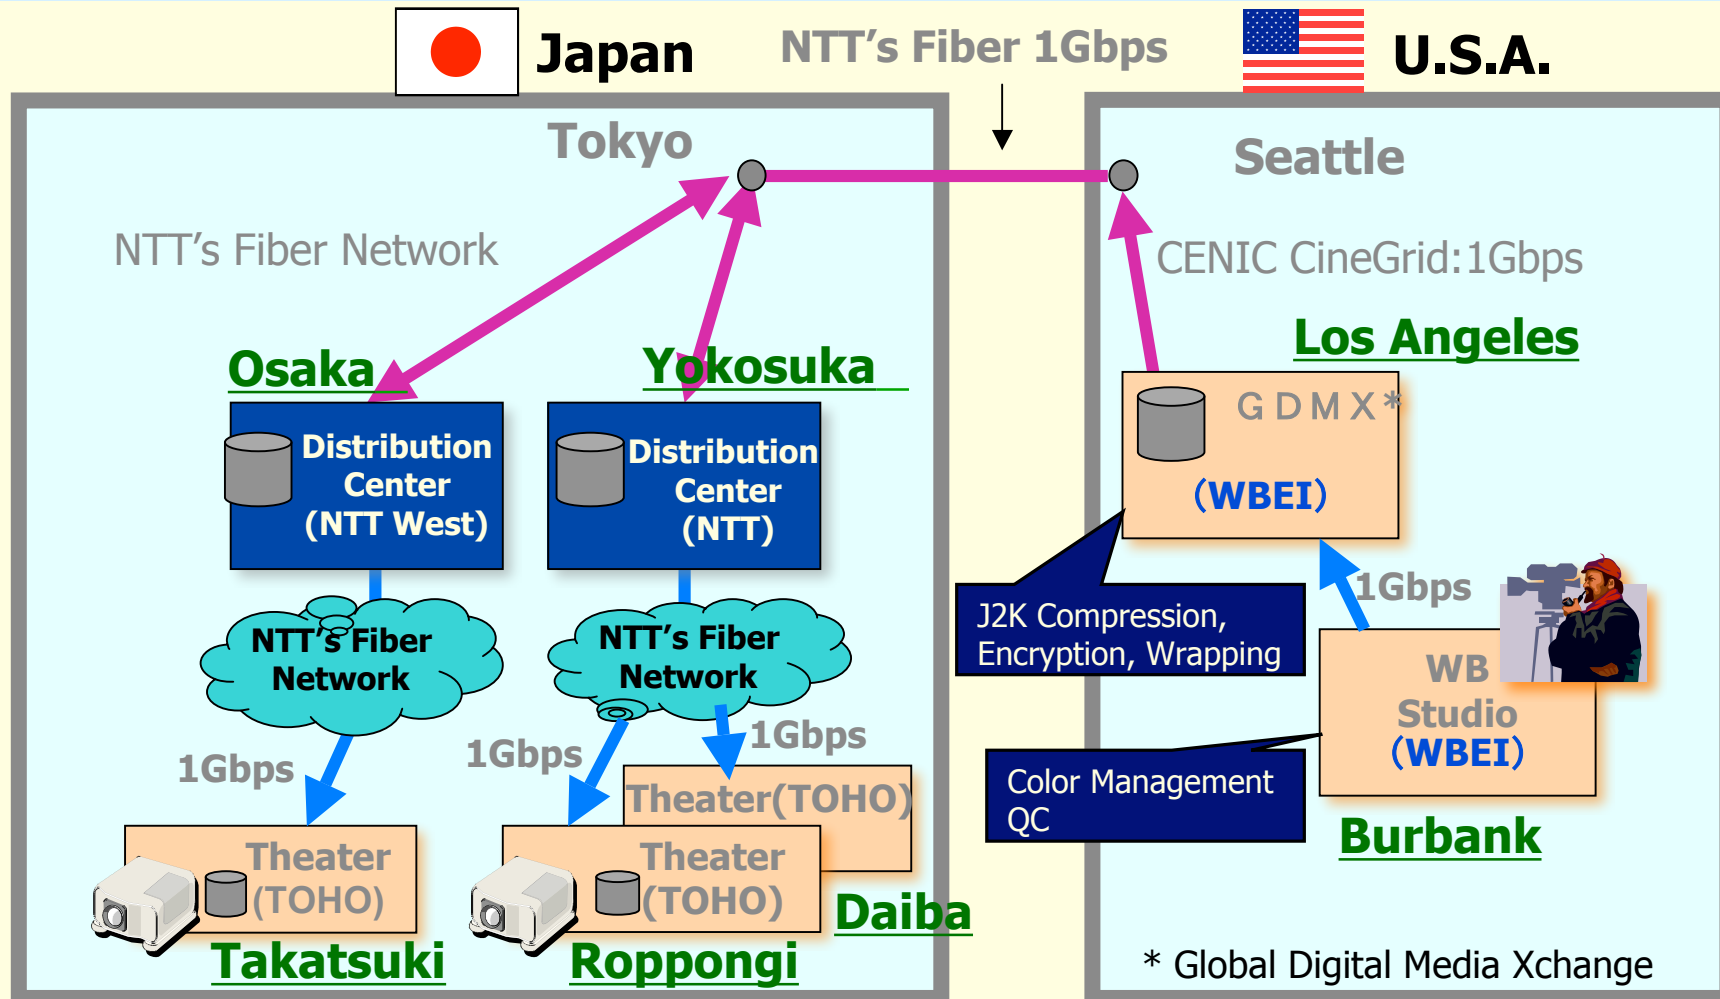 Japan
NTT's Fiber 1Gbps
U.S.A.
Tokyo
Seattle
NTT's Fiber Network
CENIC CineGrid:1Gbps
Los Angeles
Osaka
Yokosuka
GDMX*
(WBEI)
Distribution
Center
(NTT West)
Distribution
Center
(NTT)
1Gbps
J2K Compression,
Encryption, Wrapping
NTT's Fiber
Network
NTT's Fiber
Network
WB
Studio
(WBEI)
1Gbps
1Gbps
1Gbps
Color Management
QC
Theater(TOHO)
Burbank
Theater
(TOHO)
Theater
(TOHO)
Daiba
Takatsuki
Roppongi
* Global Digital Media Xchange